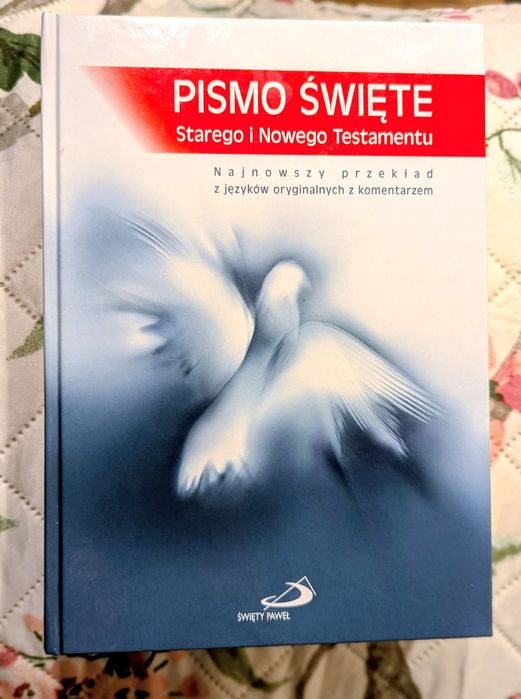 PISMO ŚWIĘTE
Starego i Nowego Testamentu
Najnowszy przekład
z języków oryginalnych z komentarzem
ŚWIĘTY PAWEŁ